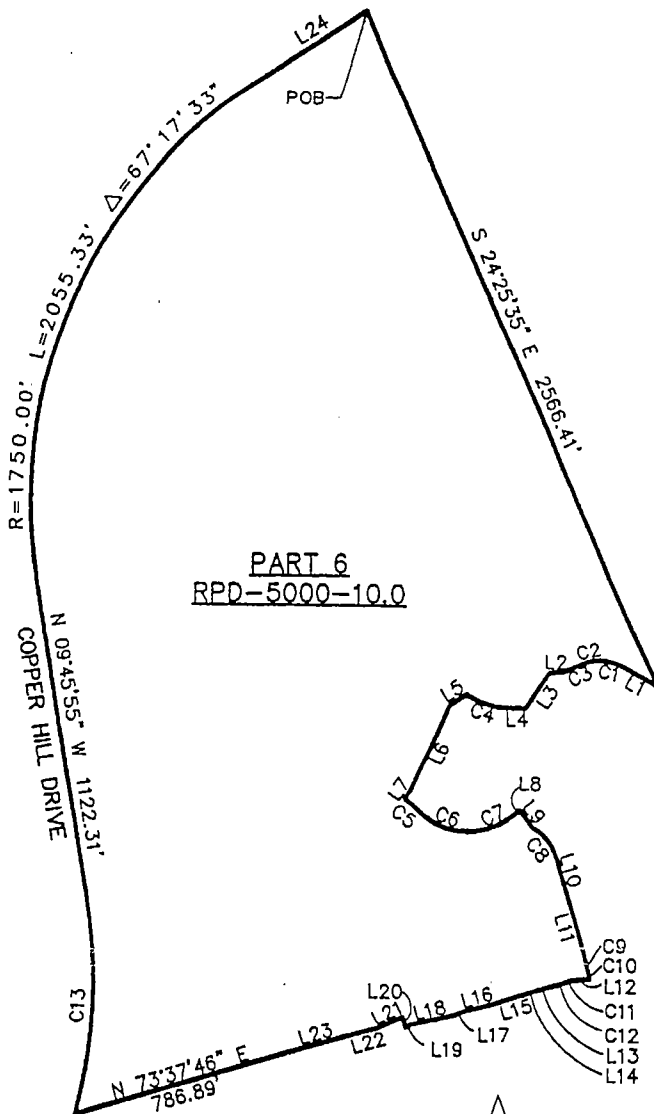 L24
POB
Δ=67°17'33"
L=2055.33'
R=1750.00'
S 24°25'35" E 2566.41'
PART 6
RPD-5000-10.0
N 09°45'55" W 1122.31'
COPPER HILL DRIVE
C2
L2
C3
C1
L1
L3
L5
C4
L4
L6
L7
C5
C6
C7
L8
L9
C8
L10
L11
C9
C10
L12
C11
C12
L13
L14
L15
L16
L17
L18
L19
L20
L21
L22
L23
C13
N 73°37'46" E
786.89'